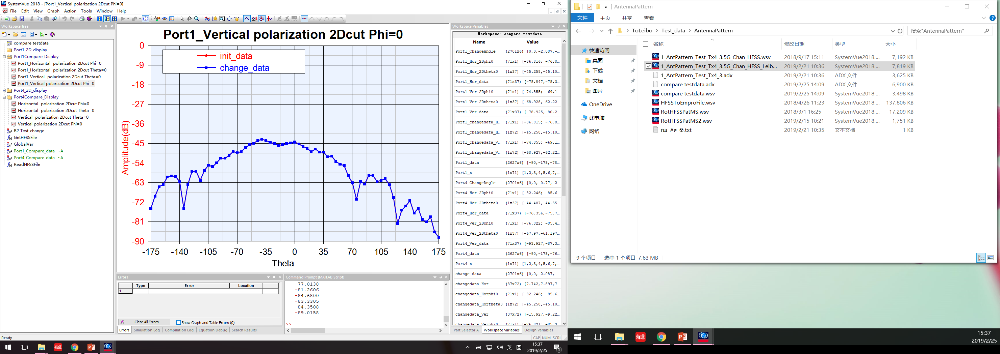 SystemVue 2018 - [Port1_Vertical polarization 2Dcut Phi=0]
File Edit View Graph Action Tools Window Help
Workspace Tree
compare testdata
Port1_2D_display
Port1Compare_Display
Port1_Horizontal polarization 2Dcut Phi=0
Port1_Horizontal polarization 2Dcut Theta=0
Port1_Vertical polarization 2Dcut Theta=0
Port1_Vertical polarization 2Dcut Phi=0
Port4_2D_display
Port4Compare_Display
Horizontal polarization 2Dcut Phi=0
Horizontal polarization 2Dcut Theta=0
Vertical polarization 2Dcut Theta=0
Vertical polarization 2Dcut Phi=0
B2 Test_change
GetHFSSFile
GlobalVar
Port1_Compare_data ~A
Port4_Compare_data ~A
ReadHFSSFile
Port1_Vertical polarization 2Dcut Phi=0
init_data
change_data
0
-9
-18
-27
-36
-45
-54
-63
-72
-81
-90
Amplitude(dB)
-175 -140 -105 -70 -35 0 35 70 105 140 175
Theta
Errors
Type Error Location
1
Clear All Errors
Show Graph and Table Errors (0)
Errors Simulation Log Compilation Log Equation Debug Search Results
Command Prompt (MATLAB Script)
-77.0138
-81.2606
-84.6800
-83.3305
-84.3508
-89.0158
>>
Workspace Variables
Workspace: compare testdata
Name Value
Port1_ChangeAngle (2701x6) [0,0,-2.087,-...
Port1_Hor_2Dphi0 (71x1) [-86.816; -76.8...
Port1_Hor_2Dtheta0 (1x37) [-45.258,-45.10...
Port1_Hor_data (71x37) [-78.847,-78.3...
Port1_Ver_2Dphi0 (71x1) [-74.855; -69.1...
Port1_Ver_2Dtheta0 (1x37) [-68.928,-62.22...
Port1_Ver_data (71x37) [-78.925,-80.2...
Port1_changedata_H... (71x1) [-86.815; -76.8...
Port1_changedata_H... (1x72) [-45.258,-45.10...
Port1_changedata_V... (71x1) [-74.855; -69.1...
Port1_changedata_V... (1x72) [-68.927,-62.22...
Port1_data (2627x6) [-90,-175,-78...
Port1_x (1x71) [1,2,3,4,5,6,7,...
Port4_ChangeAngle (2701x6) [0,0,-0.77,-2...
Port4_Hor_2Dphi0 (71x1) [-82.246; -85.6...
Port4_Hor_2Dtheta0 (1x37) [-44.407,-44.55...
Port4_Hor_data (71x37) [-76.356,-75.7...
Port4_Ver_2Dphi0 (71x1) [-76.822; -85.4...
Port4_Ver_2Dtheta0 (1x37) [-67.97,-61.197...
Port4_Ver_data (71x37) [-93.927,-87.3...
Port4_data (2627x6) [-90,-175,-76...
Port4_x (1x71) [1,2,3,4,5,6,7,...
change_data (2701x6) [0,0,-2.087,-...
changedata_Hor (37x72) [7.742,7.897,7...
changedata_Horphi0 (71x1) [-82.246; -85.6...
changedata_Hortheta0 (1x72) [-45.258,-45.10...
changedata_Ver (37x72) [-15.927,-9.22...
changedata_Verphi0 (71x1) [-76.821; -85.3...
Part Selector A Workspace Variables Design Variables
Ready
CAP NUM SCRL
有道
英 M
15:37
2019/2/25
1
AntennaPattern
文件 主页 共享 查看
ToLeibo Test_data AntennaPattern
搜索"AntennaPattern"
快速访问
桌面
下载
文档
图片
OneDrive
此电脑
网络
名称 修改日期 类型 大小
1_AntPattern_Test_Tx4_3.5G_Chan_HFSS.wsv 2018/9/17 15:11 SystemVue2018.... 7,192 KB
1_AntPattern_Test_Tx4_3.5G_Chan_HFSS_Leib... 2019/2/21 10:36 SystemVue2018.... 7,819 KB
1_AntPattern_Test_Tx4_3.adx 2019/2/21 10:36 ADX 文件 3,625 KB
compare testdata.adx 2019/2/25 14:09 ADX 文件 6,900 KB
compare testdata.wsv 2019/2/25 14:09 SystemVue2018.... 3,498 KB
HFSSToEmproFile.wsv 2018/4/26 11:23 SystemVue2018.... 137,806 KB
RotHFSSPatMS.wsv 2018/3/1 16:25 SystemVue2018.... 17,209 KB
RotHFSSPatMS2.wsv 2019/2/15 10:21 SystemVue2018.... 1,751 KB
2019/2/21 10:35 文本文档 1 KB
9 个项目 选中 1 个项目 7.63 MB
有道
15:37
2019/2/25